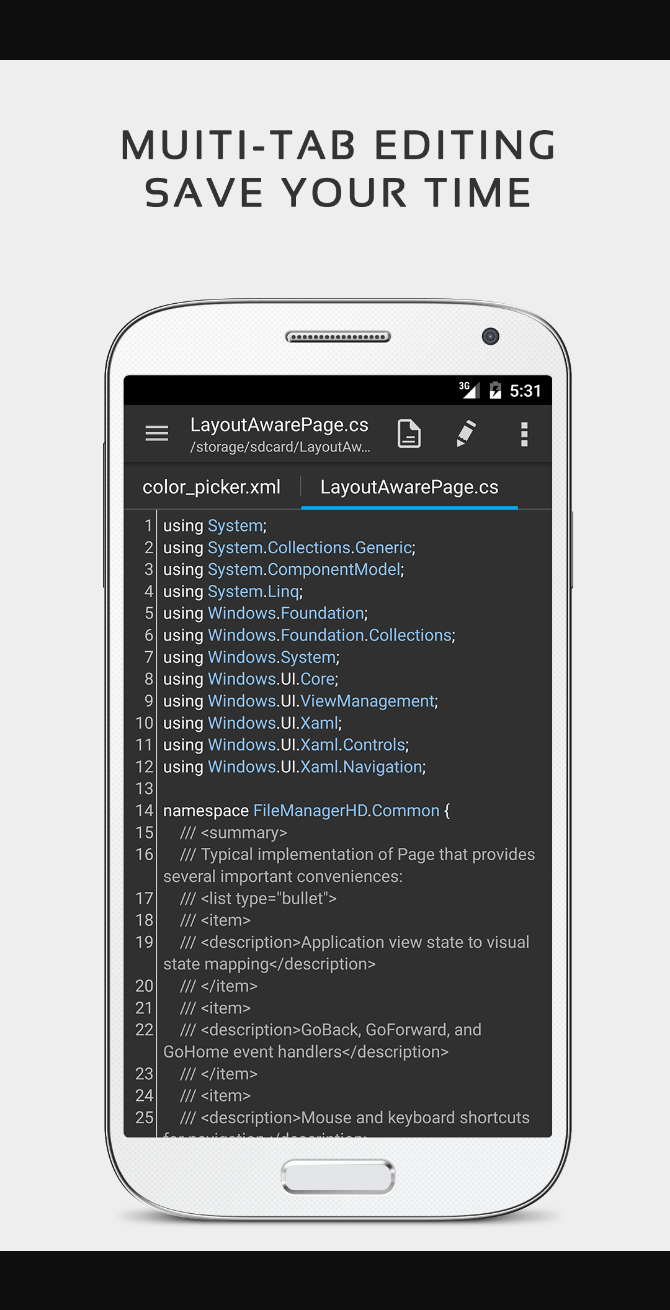 MUITI-TAB EDITING
SAVE YOUR TIME
3G 5:31
LayoutAwarePage.cs
/storage/sdcard/LayoutAw...
color_picker.xml LayoutAwarePage.cs
1 using System;
2 using System.Collections.Generic;
3 using System.ComponentModel;
4 using System.Linq;
5 using Windows.Foundation;
6 using Windows.Foundation.Collections;
7 using Windows.System;
8 using Windows.UI.Core;
9 using Windows.UI.ViewManagement;
10 using Windows.UI.Xaml;
11 using Windows.UI.Xaml.Controls;
12 using Windows.UI.Xaml.Navigation;
13
14 namespace FileManagerHD.Common {
15 /// <summary>
16 /// Typical implementation of Page that provides
several important conveniences:
17 /// <list type="bullet">
18 /// <item>
19 /// <description>Application view state to visual
state mapping</description>
20 /// </item>
21 /// <item>
22 /// <description>GoBack, GoForward, and
GoHome event handlers</description>
23 /// </item>
24 /// <item>
25 /// <description>Mouse and keyboard shortcuts